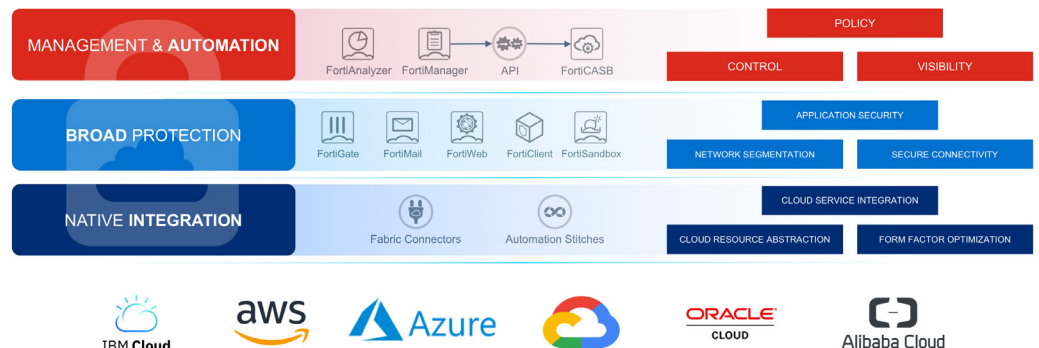 MANAGEMENT & AUTOMATION
FortiAnalyzer FortiManager API FortiCASB
POLICY
CONTROL VISIBILITY
BROAD PROTECTION
FortiGate FortiMail FortiWeb FortiClient FortiSandbox
APPLICATION SECURITY
NETWORK SEGMENTATION SECURE CONNECTIVITY
NATIVE INTEGRATION
Fabric Connectors Automation Stitches
CLOUD SERVICE INTEGRATION
CLOUD RESOURCE ABSTRACTION FORM FACTOR OPTIMIZATION
IBM Cloud
aws
Azure
ORACLE
CLOUD
Alibaba Cloud